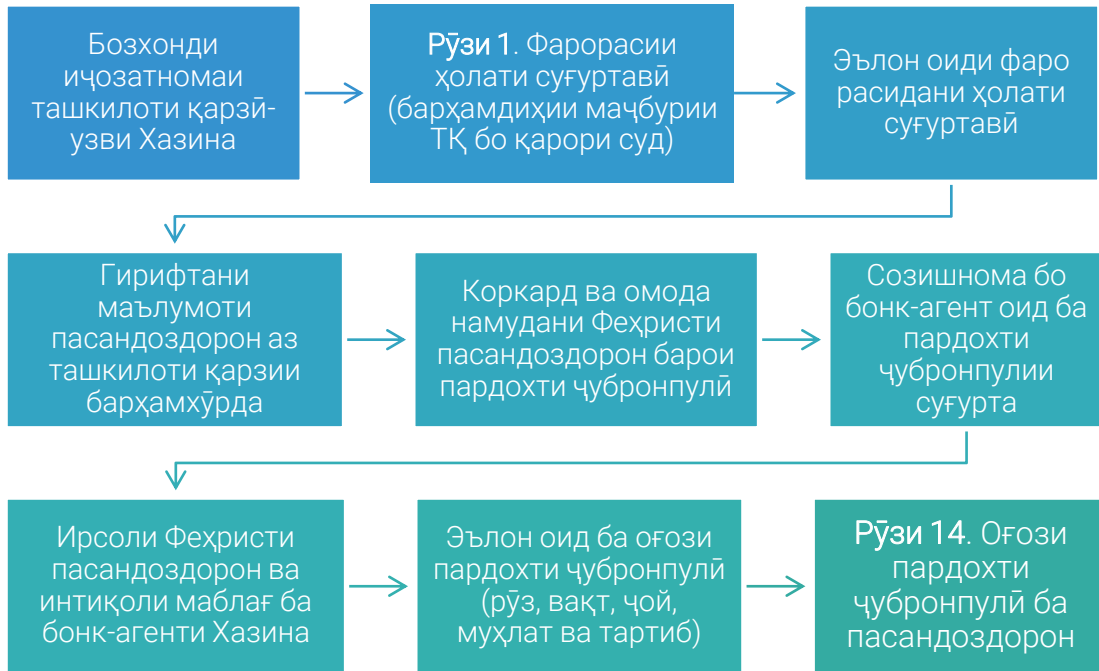 Бозхонди
иҷозатномаи
ташкилоти қарзӣ-
узви Хазина
Рӯзи 1. Фарорасии
ҳолати суғуртавӣ
(барҳамдиҳии маҷбурии
ТҚ бо қарори суд)
Эълон оиди фаро
расидани ҳолати
суғуртавӣ
Гирифтани
маълумоти
пасандоздорон аз
ташкилоти қарзии
барҳамхӯрда
Коркард ва омода
намудани Феҳристи
пасандоздорон барои
пардохти ҷубронпулӣ
Созишнома бо
бонк-агент оид ба
пардохти
ҷубронпулии
суғурта
Ирсоли Феҳристи
пасандоздорон ва
интиқоли маблағ ба
бонк-агенти Хазина
Эълон оид ба оғози
пардохти ҷубронпулӣ
(рӯз, вақт, ҷой,
муҳлат ва тартиб)
Рӯзи 14. Оғози
пардохти
ҷубронпулӣ ба
пасандоздорон